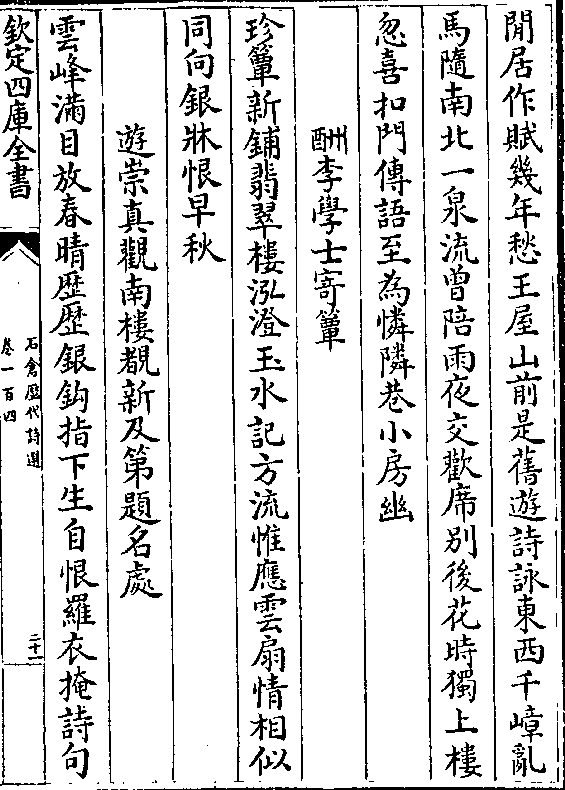 閒居作賦幾年愁王屋山前是舊遊詩詠東西千嶂亂
馬隨南北一泉流曾陪雨夜交歡席别後花時獨上樓
忽喜扣門傳語至為憐隣巷小房幽
酬李學士寄簟
珍簟新鋪翡翠樓泓澄玉水記方流惟應雲扇情相似
同向銀牀恨早秋
遊崇真觀南樓覩新及第題名處
雲峰滿目放春晴歴歴銀鈎指下生自恨羅衣掩詩句
欽定四庫全書
石倉歴代詩選
卷一百四
二十一